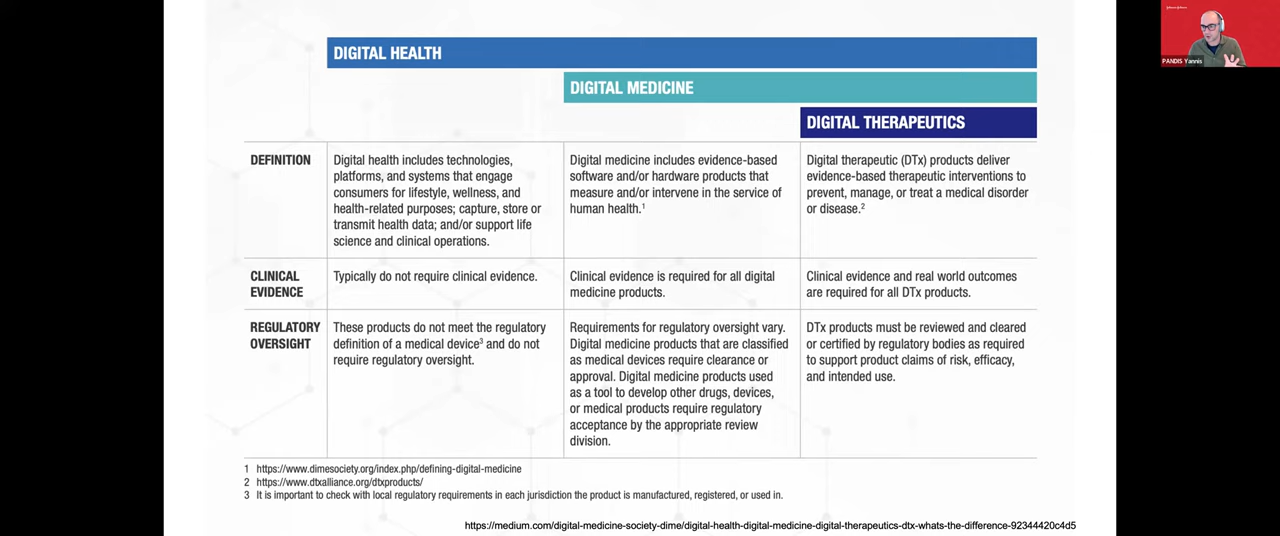 DIGITAL HEALTH
DIGITAL MEDICINE
DIGITAL THERAPEUTICS
DEFINITION
Digital health includes technologies,
platforms, and systems that engage
consumers for lifestyle, wellness, and
health-related purposes; capture, store or
transmit health data; and/or support life
science and clinical operations.
Digital medicine includes evidence-based
software and/or hardware products that
measure and/or intervene in the service of
human health.1
Digital therapeutic (DTx) products deliver
evidence-based therapeutic interventions to
prevent, manage, or treat a medical disorder
or disease.2
CLINICAL
EVIDENCE
Typically do not require clinical evidence.
Clinical evidence is required for all digital
medicine products.
Clinical evidence and real world outcomes
are required for all DTx products.
REGULATORY
OVERSIGHT
These products do not meet the regulatory
definition of a medical device3 and do not
require regulatory oversight.
Requirements for regulatory oversight vary.
Digital medicine products that are classified
as medical devices require clearance or
approval. Digital medicine products used
as a tool to develop other drugs, devices,
or medical products require regulatory
acceptance by the appropriate review
division.
DTx products must be reviewed and cleared
or certified by regulatory bodies as required
to support product claims of risk, efficacy,
and intended use.
1 https://www.dimesociety.org/index.php/defining-digital-medicine
2 https://www.dtxalliance.org/dtxproducts/
3 It is important to check with local regulatory requirements in each jurisdiction the product is manufactured, registered, or used in.
https://medium.com/digital-medicine-society-dime/digital-health-digital-medicine-digital-therapeutics-dtx-whats-the-difference-92344420c4d5
PANDIS Yannis